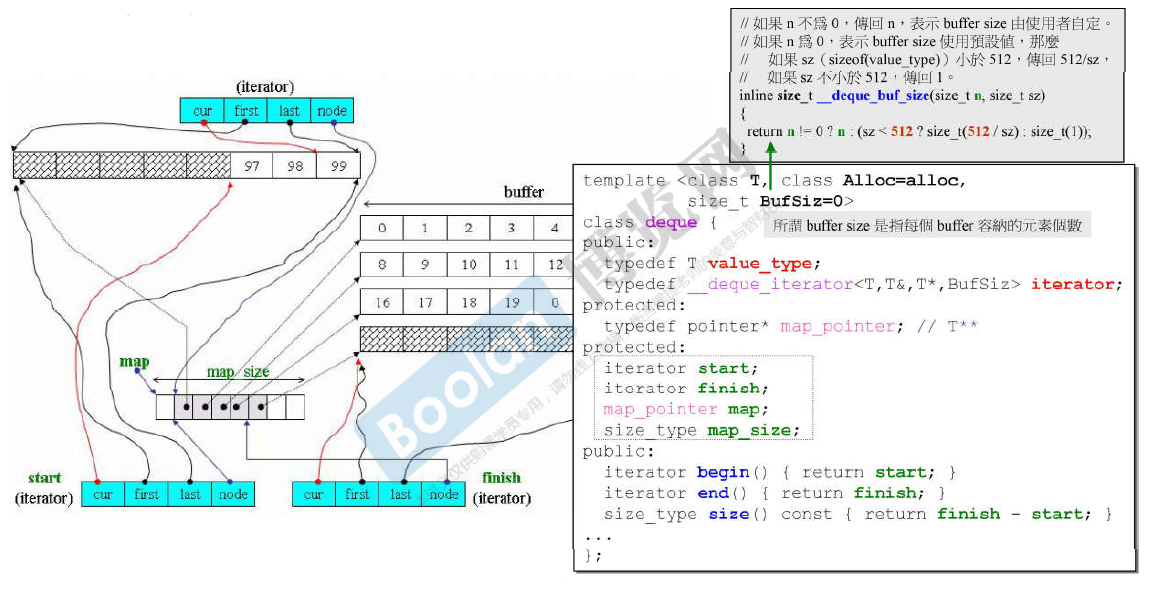 // 如果 n 不為 0，傳回 n，表示 buffer size 由使用者自定。
// 如果 n 為 0，表示 buffer size 使用預設值，那麼
// 如果 sz（sizeof(value_type)）小於 512，傳回 512/sz，
// 如果 sz 不小於 512，傳回 1。
inline size_t __deque_buf_size(size_t n, size_t sz)
{
return n != 0 ? n : (sz < 512 ? size_t(512 / sz) : size_t(1));
}
(iterator)
cur first last node
97 98 99
buffer
0 1 2 3 4
8 9 10 11 12
16 17 18 19 0
map
map size
start
(iterator)
cur first last node
cur first last node
finish
(iterator)
template <class T, class Alloc=alloc,
size_t BufSiz=0>
class deque {
所謂 buffer size 是指每個 buffer 容納的元素個數
public:
typedef T value_type;
typedef __deque_iterator<T,T&,T*,BufSiz> iterator;
protected:
typedef pointer* map_pointer; // T**
protected:
iterator start;
iterator finish;
map_pointer map;
size_type map_size;
public:
iterator begin() { return start; }
iterator end() { return finish; }
size_type size() const { return finish - start; }
...
};
Boolan
博览网